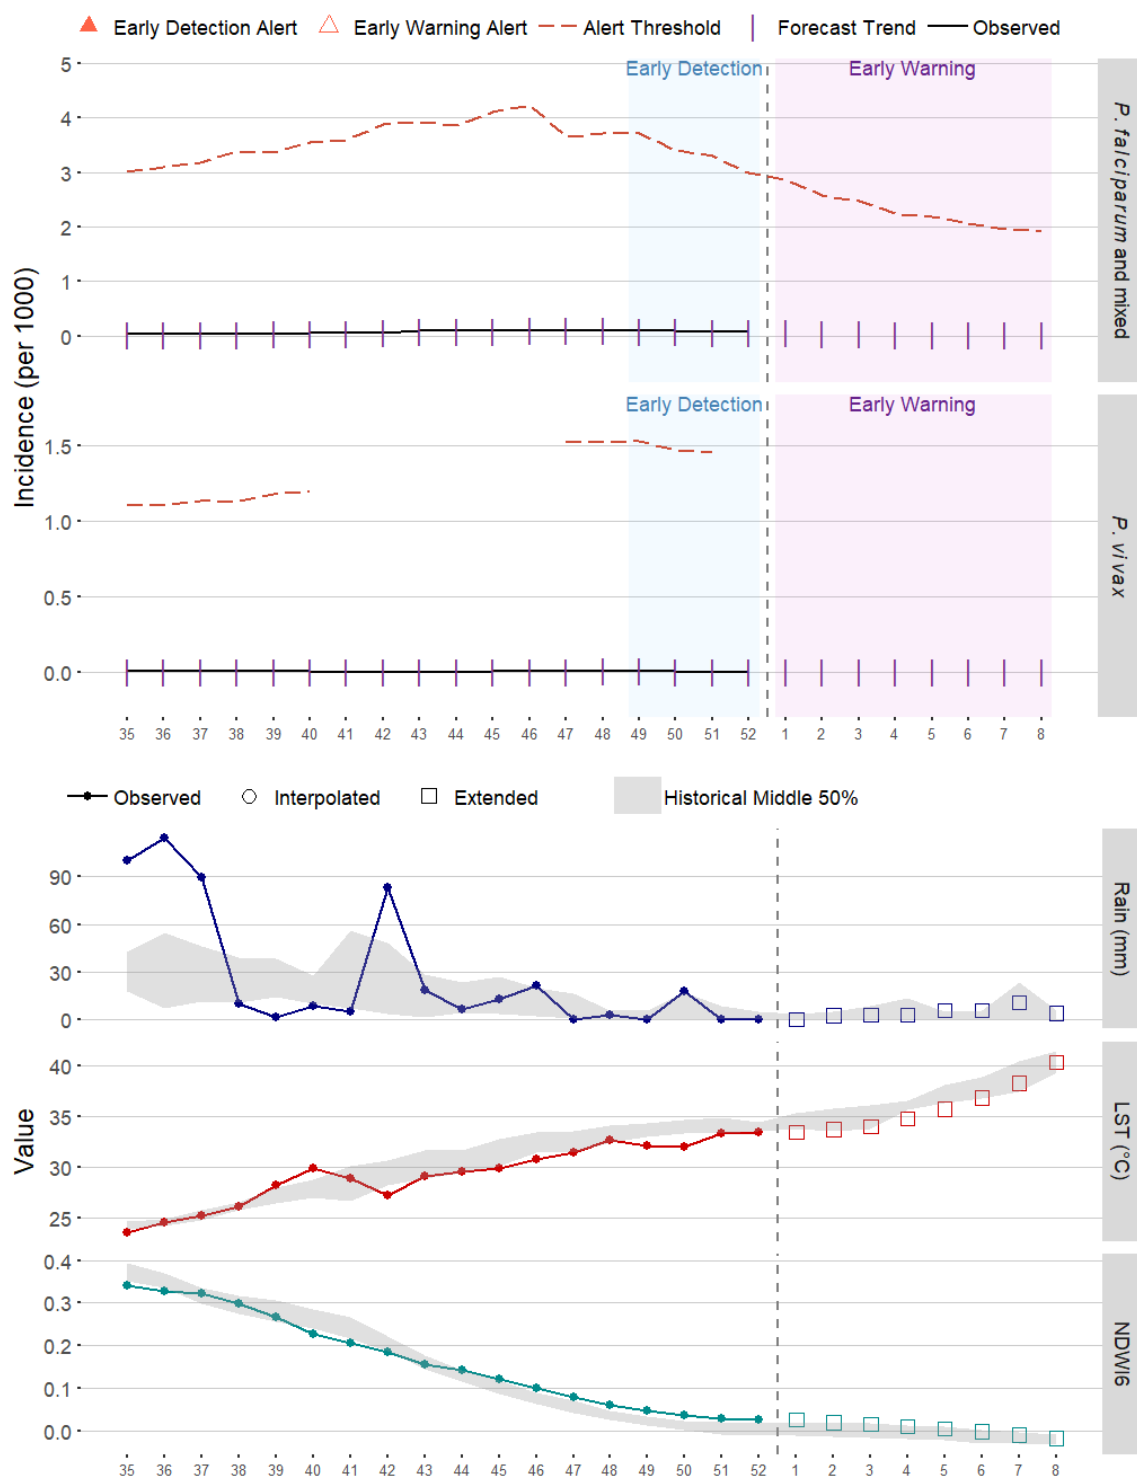 Early Detection Alert Early Warning Alert Alert Threshold Forecast Trend Observed
Incidence (per 1000)
Early Detection Early Warning
5
4
3
2
1
0
P. falciparum and mixed
Early Detection Early Warning
1.5
1.0
0.5
0.0
P. vivax
35 36 37 38 39 40 41 42 43 44 45 46 47 48 49 50 51 52 1 2 3 4 5 6 7 8
Observed Interpolated Extended Historical Middle 50%
Value
90
60
30
0
Rain (mm)
40
35
30
25
LST (°C)
0.4
0.3
0.2
0.1
0.0
NDWI6
35 36 37 38 39 40 41 42 43 44 45 46 47 48 49 50 51 52 1 2 3 4 5 6 7 8